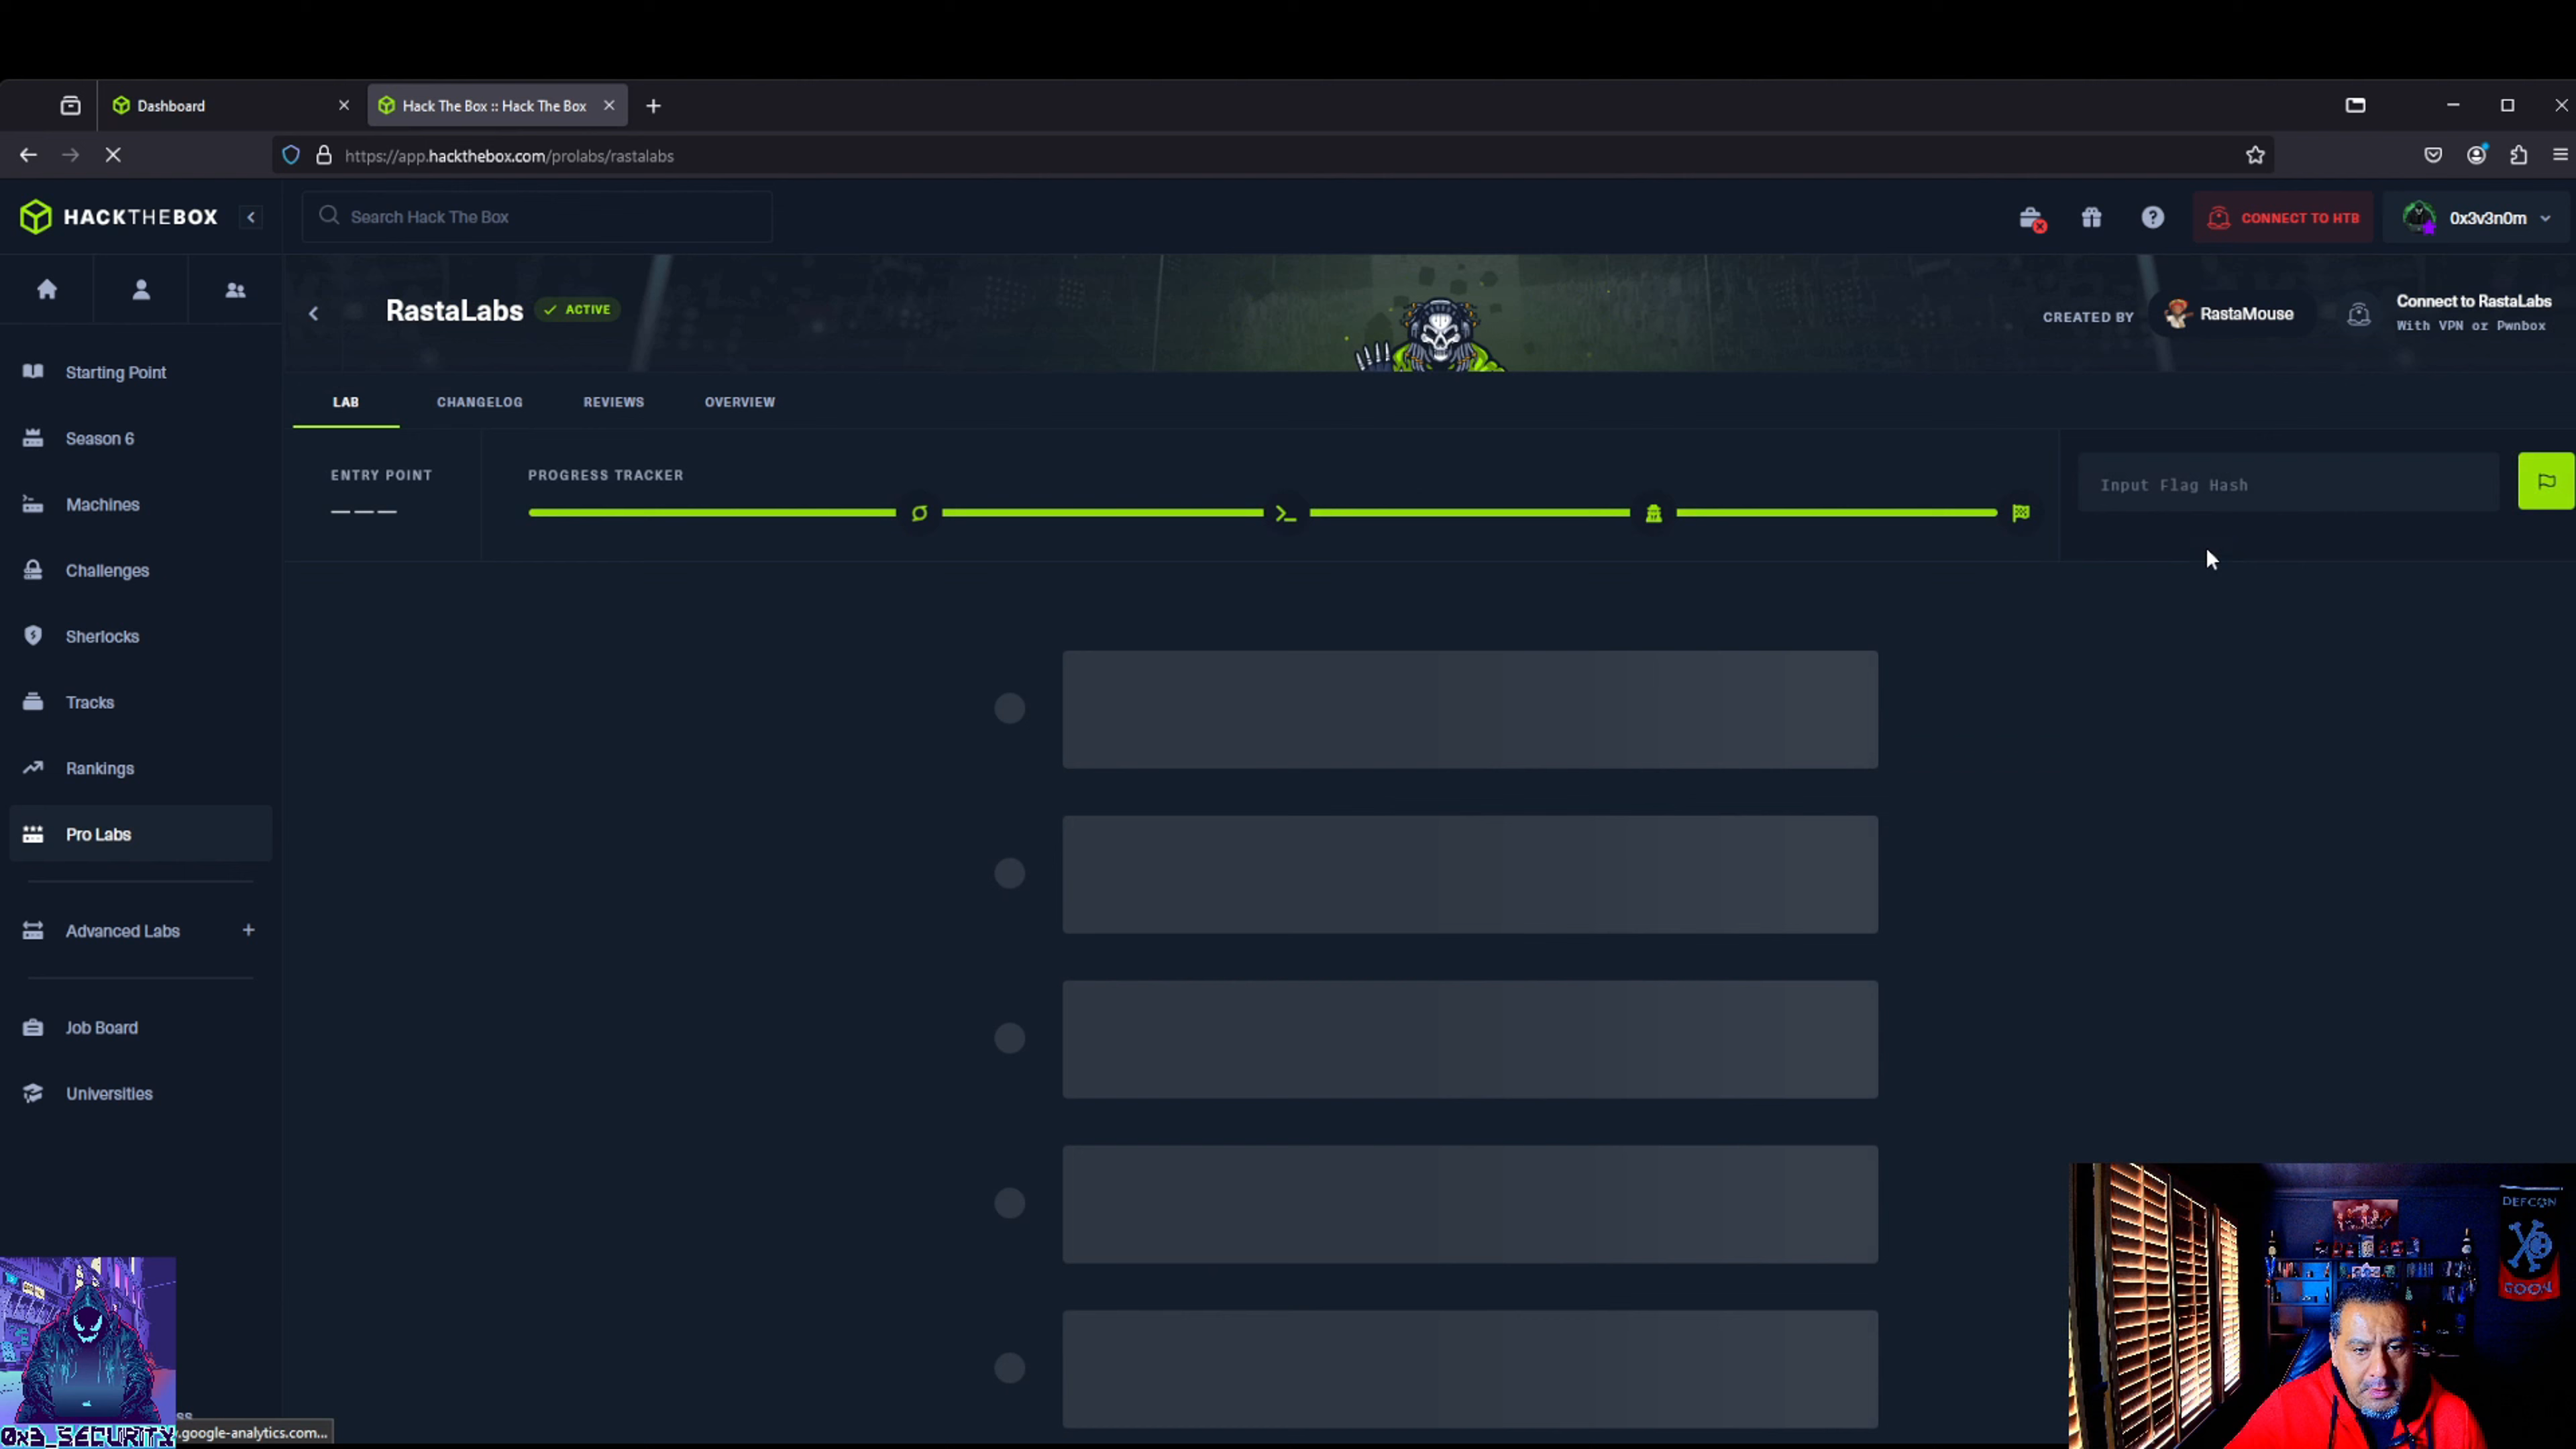 Dashboard
Hack The Box :: Hack The Box
https://app.hackthebox.com/prolabs/rastalabs
HACKTHEBOX
Search Hack The Box
CONNECT TO HTB
0x3v3n0m
RastaLabs
ACTIVE
CREATED BY
RastaMouse
Connect to RastaLabs
With VPN or Pwnbox
Starting Point
Season 6
Machines
Challenges
Sherlocks
Tracks
Rankings
Pro Labs
Advanced Labs
Job Board
Universities
LAB
CHANGELOG
REVIEWS
OVERVIEW
ENTRY POINT
———
PROGRESS TRACKER
Input Flag Hash
DEFCON
GOON
ss
.google-analytics.com...
0x3_SECURITY